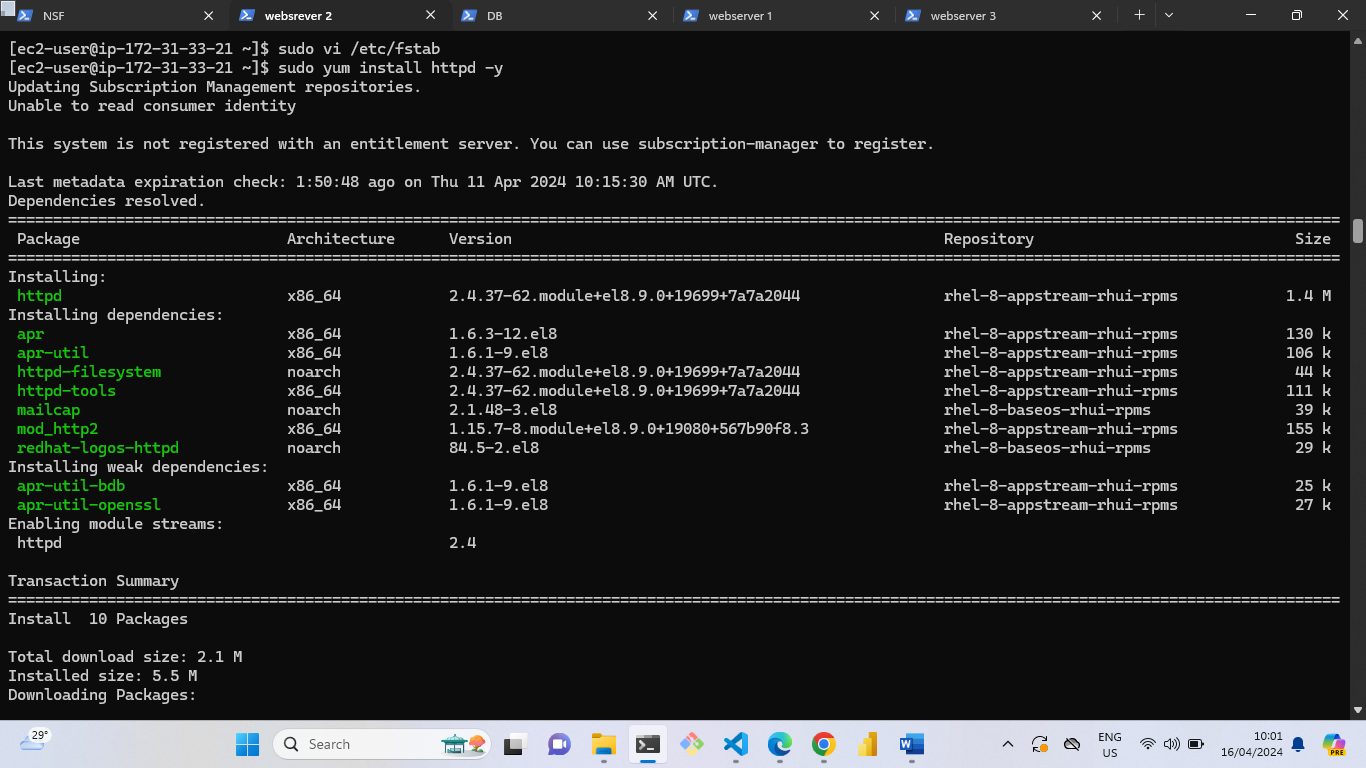 NSF
websrever 2
DB
webserver 1
webserver 3
[ec2-user@ip-172-31-33-21 ~]$ sudo vi /etc/fstab
[ec2-user@ip-172-31-33-21 ~]$ sudo yum install httpd -y
Updating Subscription Management repositories.
Unable to read consumer identity
This system is not registered with an entitlement server. You can use subscription-manager to register.
Last metadata expiration check: 1:50:48 ago on Thu 11 Apr 2024 10:15:30 AM UTC.
Dependencies resolved.
================================================================================
Package Architecture Version Repository Size
================================================================================
Installing:
httpd x86_64 2.4.37-62.module+el8.9.0+19699+7a7a2044 rhel-8-appstream-rhui-rpms 1.4 M
Installing dependencies:
apr x86_64 1.6.3-12.el8 rhel-8-appstream-rhui-rpms 130 k
apr-util x86_64 1.6.1-9.el8 rhel-8-appstream-rhui-rpms 106 k
httpd-filesystem noarch 2.4.37-62.module+el8.9.0+19699+7a7a2044 rhel-8-appstream-rhui-rpms 44 k
httpd-tools x86_64 2.4.37-62.module+el8.9.0+19699+7a7a2044 rhel-8-appstream-rhui-rpms 111 k
mailcap noarch 2.1.48-3.el8 rhel-8-baseos-rhui-rpms 39 k
mod_http2 x86_64 1.15.7-8.module+el8.9.0+19080+567b90f8.3 rhel-8-appstream-rhui-rpms 155 k
redhat-logos-httpd noarch 84.5-2.el8 rhel-8-baseos-rhui-rpms 29 k
Installing weak dependencies:
apr-util-bdb x86_64 1.6.1-9.el8 rhel-8-appstream-rhui-rpms 25 k
apr-util-openssl x86_64 1.6.1-9.el8 rhel-8-appstream-rhui-rpms 27 k
Enabling module streams:
httpd 2.4
Transaction Summary
================================================================================
Install  10 Packages
Total download size: 2.1 M
Installed size: 5.5 M
Downloading Packages:
29°
Search
ENG
US
10:01
16/04/2024
PRE